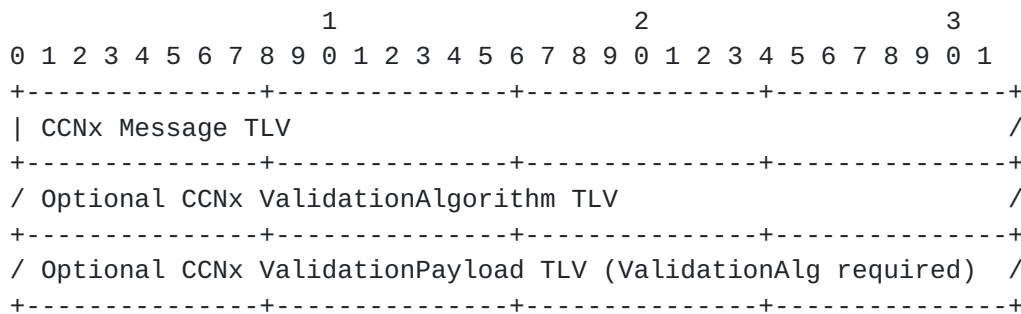 1                   2                   3
0 1 2 3 4 5 6 7 8 9 0 1 2 3 4 5 6 7 8 9 0 1 2 3 4 5 6 7 8 9 0 1
+---------------+---------------+---------------+---------------+
| CCNx Message TLV                                              /
+---------------+---------------+---------------+---------------+
/ Optional CCNx ValidationAlgorithm TLV                         /
+---------------+---------------+---------------+---------------+
/ Optional CCNx ValidationPayload TLV (ValidationAlg required)  /
+---------------+---------------+---------------+---------------+